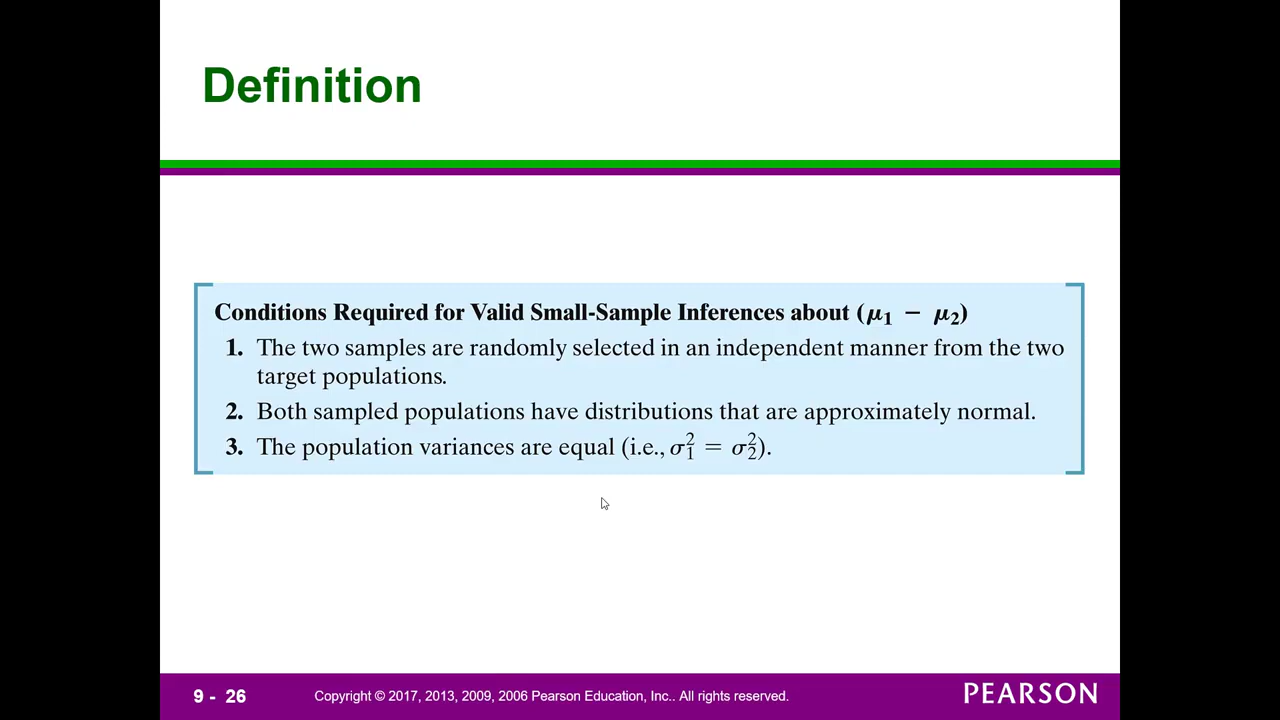 Definition
Conditions Required for Valid Small-Sample Inferences about (μ₁ − μ₂)
1. The two samples are randomly selected in an independent manner from the two
target populations.
2. Both sampled populations have distributions that are approximately normal.
3. The population variances are equal (i.e., σ₁² = σ₂²).
9 - 26
Copyright © 2017, 2013, 2009, 2006 Pearson Education, Inc.. All rights reserved.
PEARSON